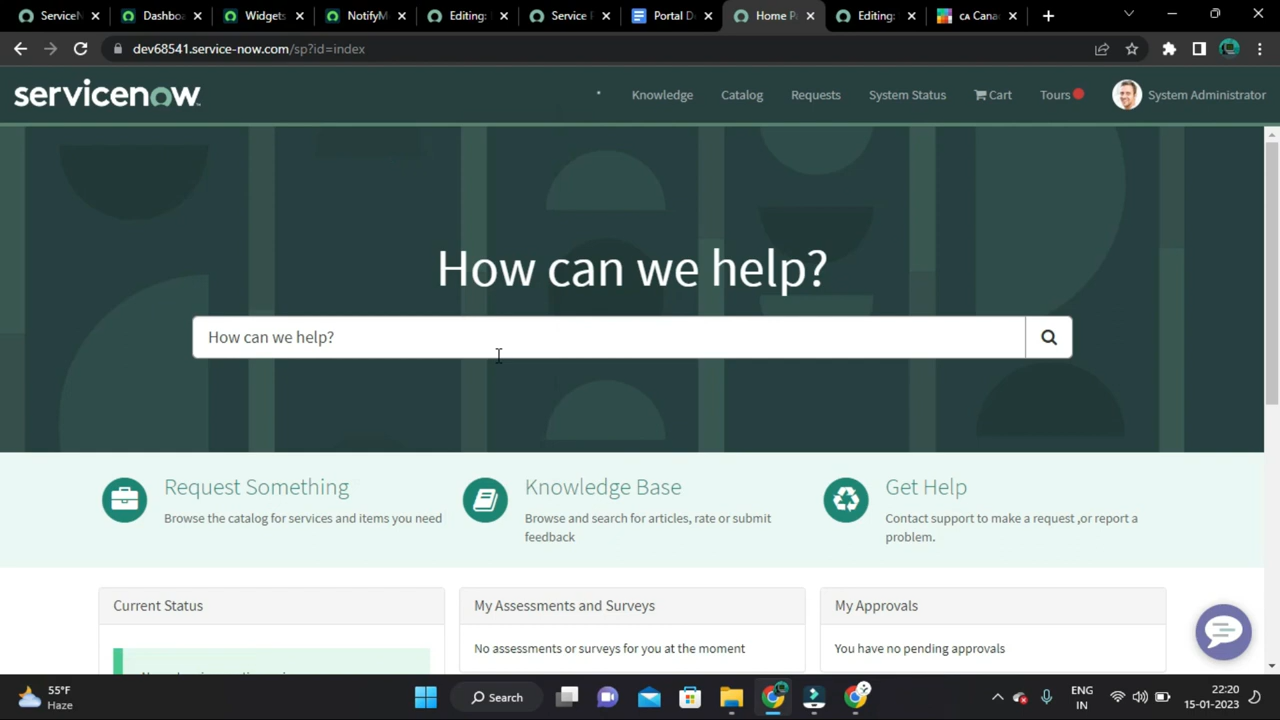 ServiceN
Dashboa
Widgets
NotifyM
Editing:
Service P
Portal D
Home P
Editing:
CA Cana
dev68541.service-now.com/sp?id=index
servicenow
Knowledge
Catalog
Requests
System Status
Cart
Tours
System Administrator
How can we help?
How can we help?
Request Something
Browse the catalog for services and items you need
Knowledge Base
Browse and search for articles, rate or submit
feedback
Get Help
Contact support to make a request ,or report a
problem.
Current Status
My Assessments and Surveys
No assessments or surveys for you at the moment
My Approvals
You have no pending approvals
55°F
Haze
Search
ENG
IN
22:20
15-01-2023